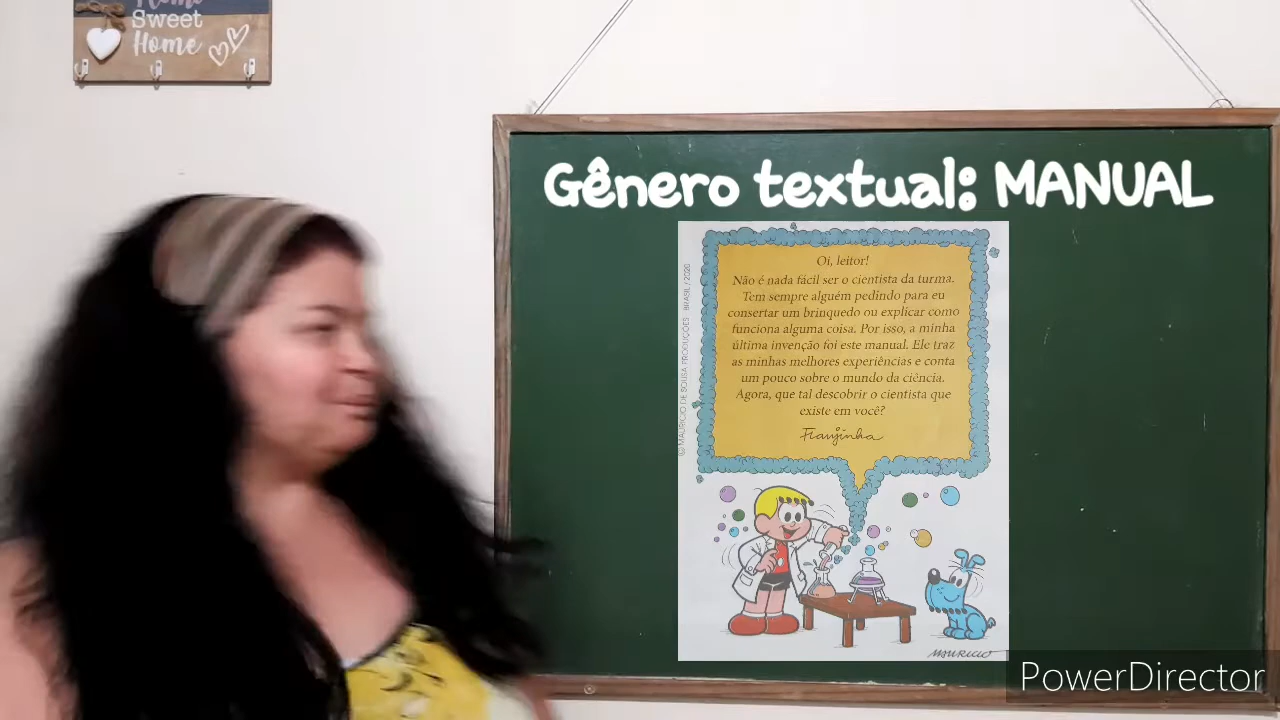 Home
Sweet
Home
Gênero textual: MANUAL
© MAURICIO DE SOUSA PRODUÇÕES - BRASIL / 2020
Oi, leitor!
Não é nada fácil ser o cientista da turma.
Tem sempre alguém pedindo para eu
consertar um brinquedo ou explicar como
funciona alguma coisa. Por isso, a minha
última invenção foi este manual. Ele traz
as minhas melhores experiências e conta
um pouco sobre o mundo da ciência.
Agora, que tal descobrir o cientista que
existe em você?
Franjinha
MAURICIO
PowerDirector